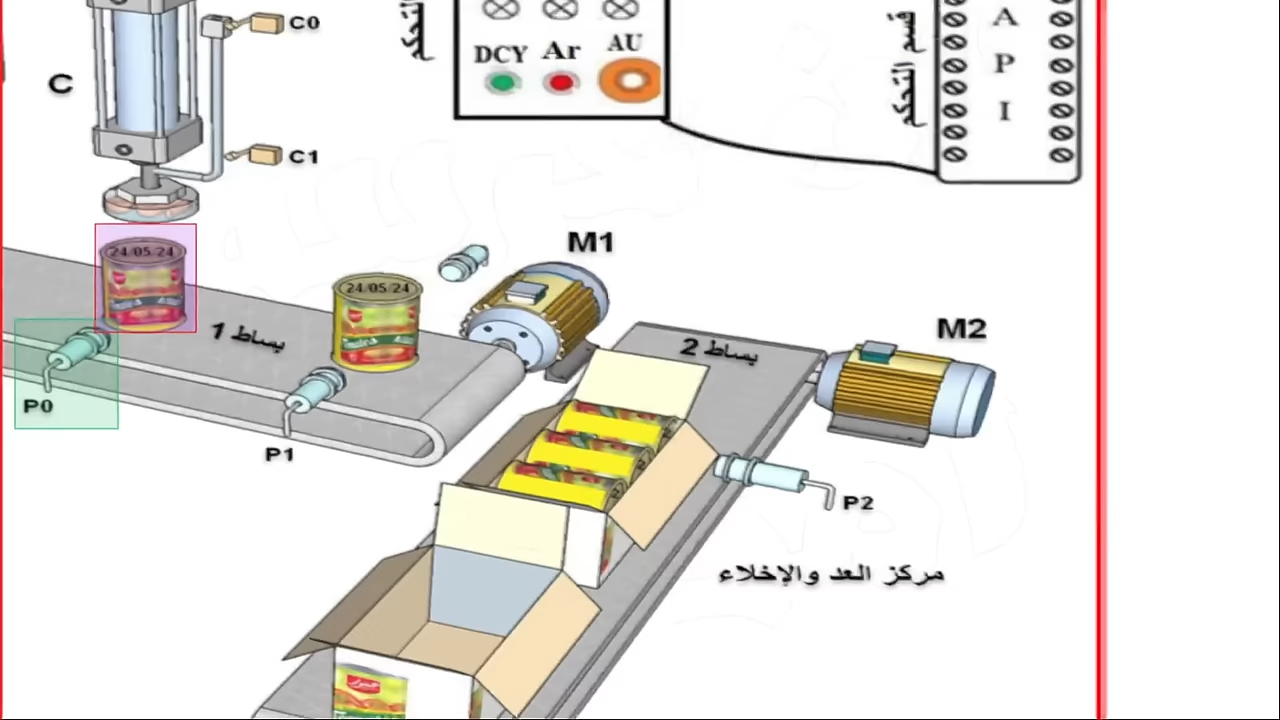 C0
التحكم
DCY Ar AU
قسم التحكم
A
P
I
C
C1
24/05/24
M1
24/05/24
بساط 1
M2
بساط 2
P0
P1
P2
مركز العد والإخلاء